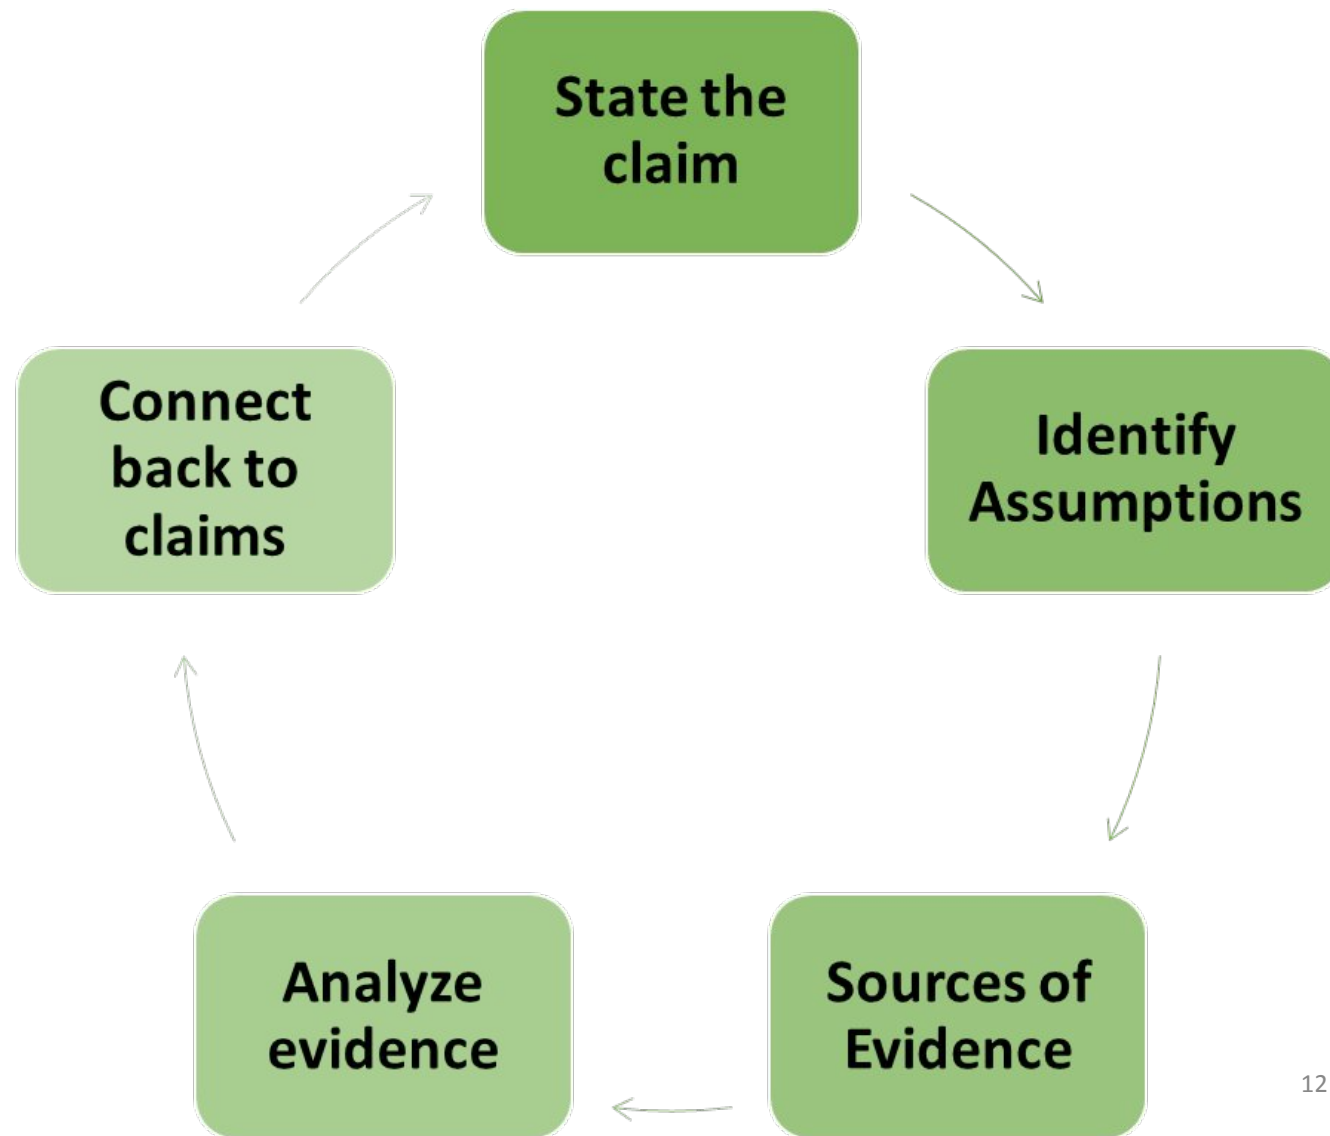 State the
claim
Identify
Assumptions
Sources of
Evidence
Analyze
evidence
Connect
back to
claims
12